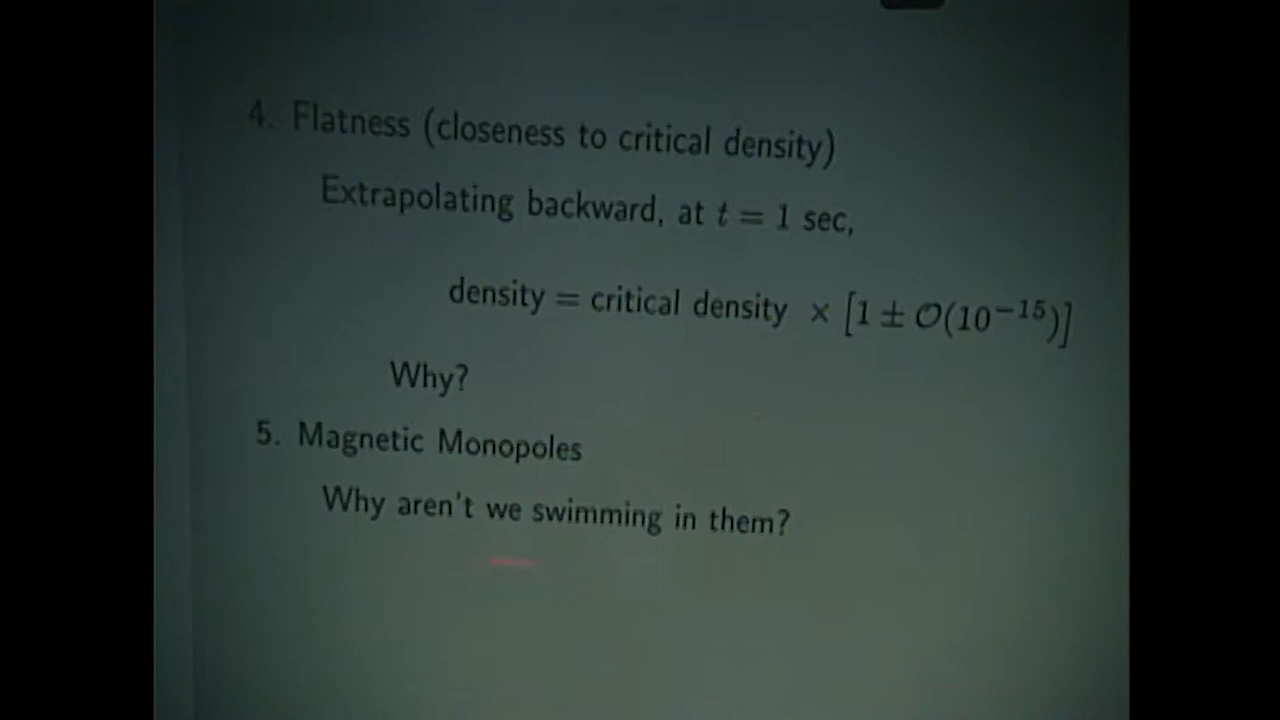 4. Flatness (closeness to critical density)
Extrapolating backward, at t = 1 sec,
density = critical density × [1 ± O(10⁻¹⁵)]
Why?
5. Magnetic Monopoles
Why aren't we swimming in them?